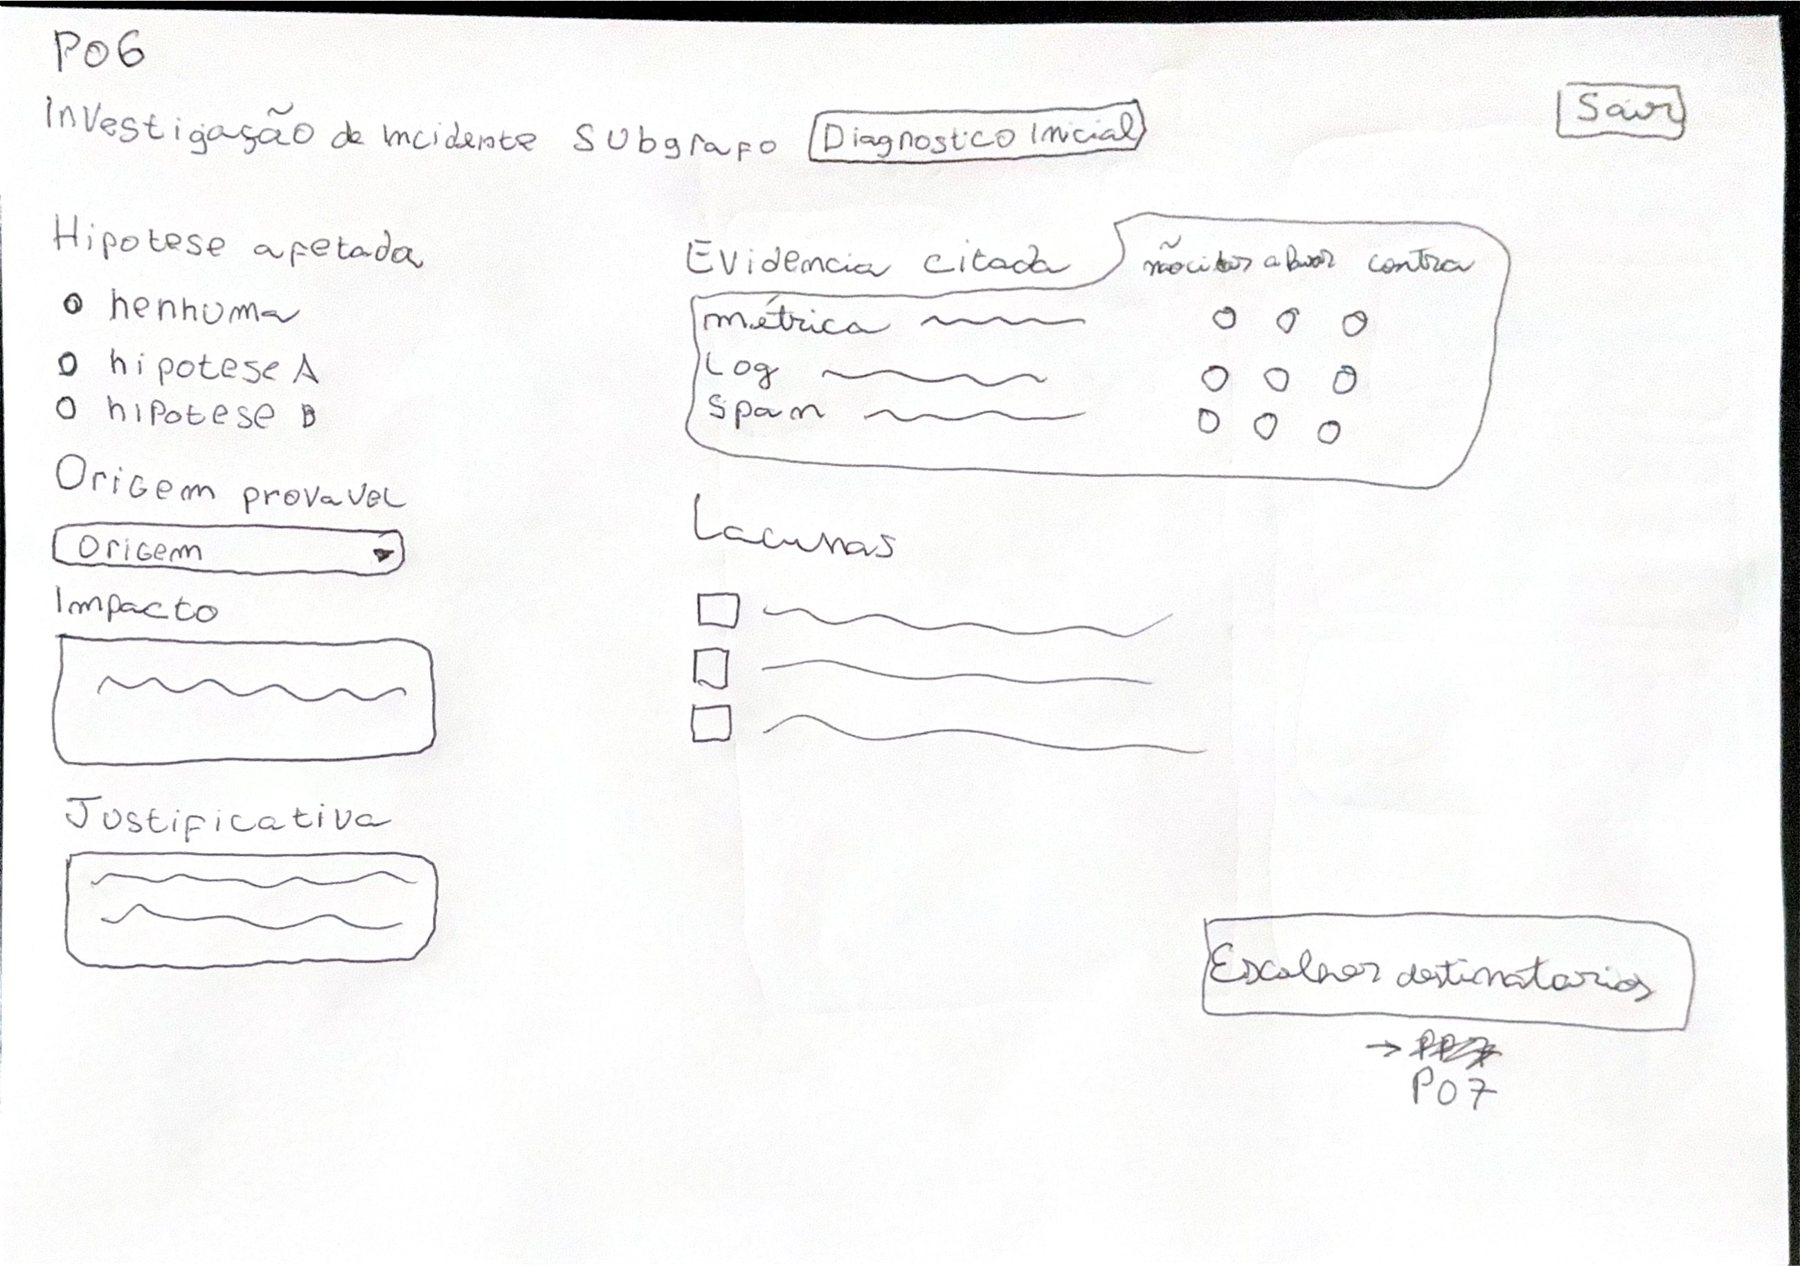 P06
Investigação de incidente Subgrafo Diagnostico Inicial
Sair
Hipotese afetada
nenhuma
hipotese A
hipotese B
Origem provavel
Origem
Impacto
Justificativa
Evidencia citada
não citar a favor contra
métrica
Log
Span
Lacunas
Escolher destinatarios
→
P07